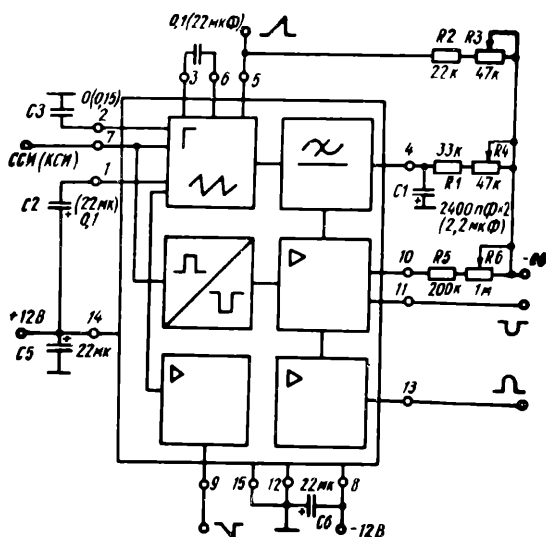 0,1(22мкФ)
R2
R3
22к
47к
3
6
5
0(0,15)
C3
2
7
ССИ(КСИ)
1
C2
+
(22мк)
0,1
4
33к
R4
R1
47к
C1
+
2400пФ×2
(2,2мкФ)
10
R5
R6
200к
1м
11
+12В
14
C5
+
22мк
13
9
15
12
22мк
8
+
C6
-12В